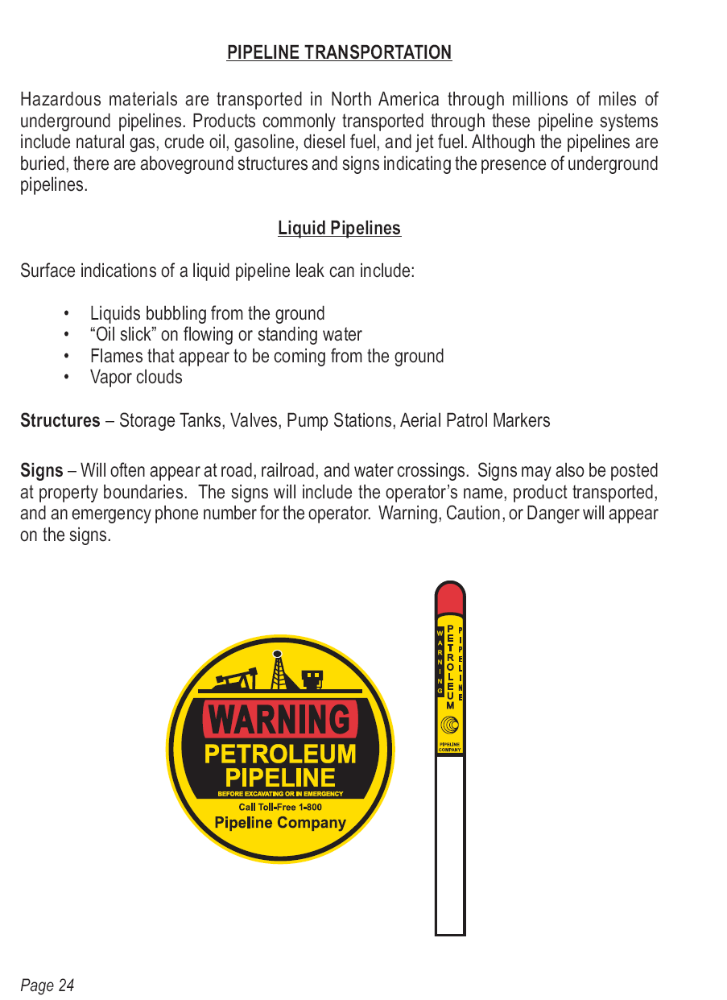 PIPELINE TRANSPORTATION
Hazardous materials are transported in North America through millions of miles of
underground pipelines. Products commonly transported through these pipeline systems
include natural gas, crude oil, gasoline, diesel fuel, and jet fuel. Although the pipelines are
buried, there are aboveground structures and signs indicating the presence of underground
pipelines.
Liquid Pipelines
Surface indications of a liquid pipeline leak can include:
• Liquids bubbling from the ground
• “Oil slick” on flowing or standing water
• Flames that appear to be coming from the ground
• Vapor clouds
Structures – Storage Tanks, Valves, Pump Stations, Aerial Patrol Markers
Signs – Will often appear at road, railroad, and water crossings.  Signs may also be posted
at property boundaries.  The signs will include the operator’s name, product transported,
and an emergency phone number for the operator.  Warning, Caution, or Danger will appear
on the signs.
WARNING
PETROLEUM
PIPELINE
BEFORE EXCAVATING OR IN EMERGENCY
Call Toll-Free 1-800
Pipeline Company
WARNING
PETROLEUM
PIPELINE
PIPELINE
COMPANY
Page 24